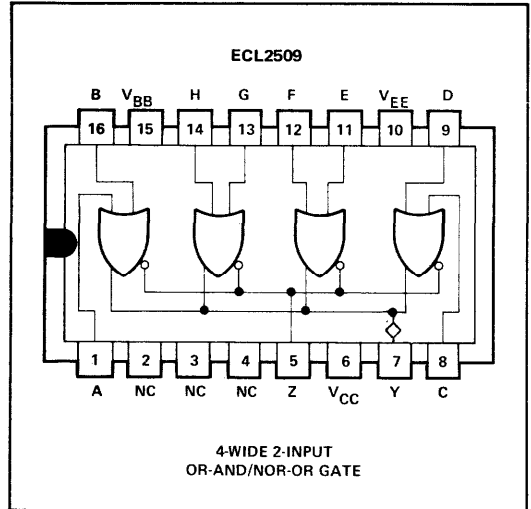 ECL2509
B VBB H G F E VEE D
16 15 14 13 12 11 10 9
1 2 3 4 5 6 7 8
A NC NC NC Z VCC Y C
4-WIDE 2-INPUT
OR-AND/NOR-OR GATE